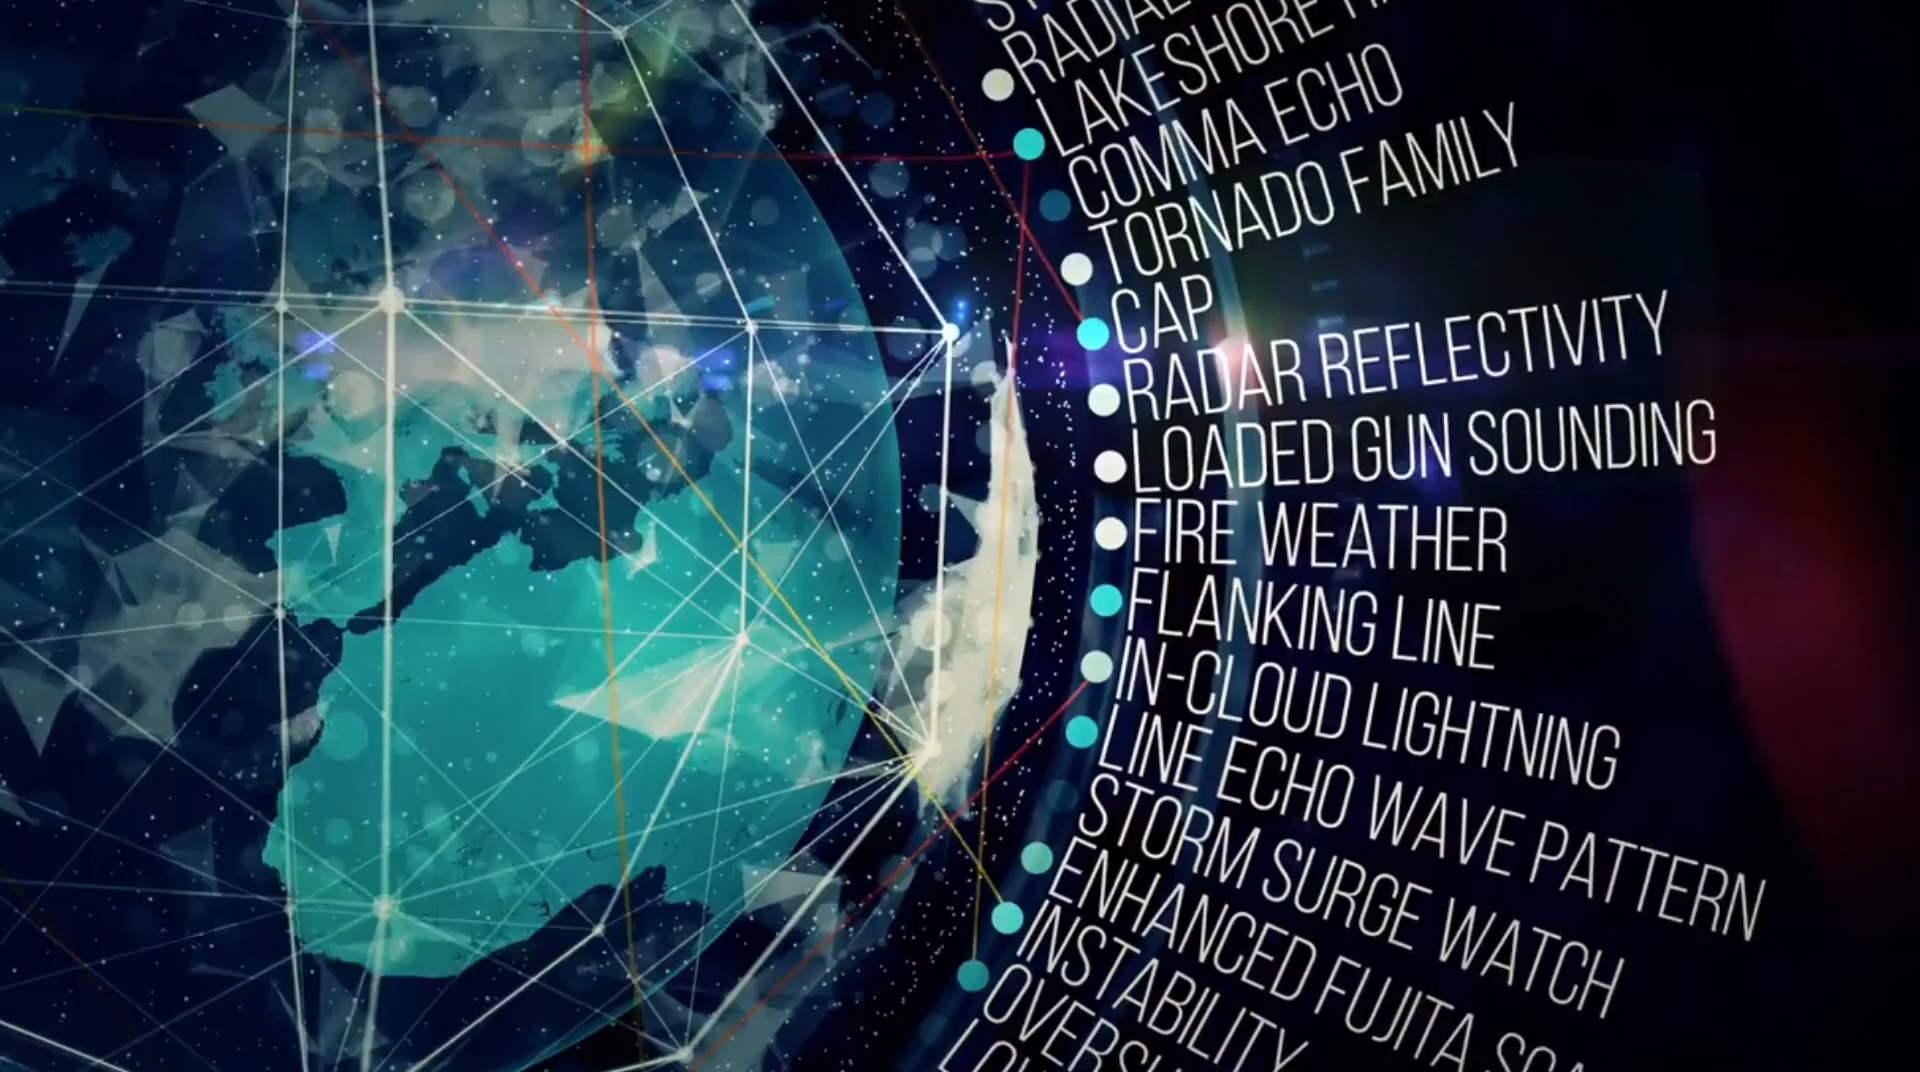 RADIAL
LAKESHORE
COMMA ECHO
TORNADO FAMILY
CAP
RADAR REFLECTIVITY
LOADED GUN SOUNDING
FIRE WEATHER
FLANKING LINE
IN-CLOUD LIGHTNING
LINE ECHO WAVE PATTERN
STORM SURGE WATCH
ENHANCED FUJITA
INSTABILITY